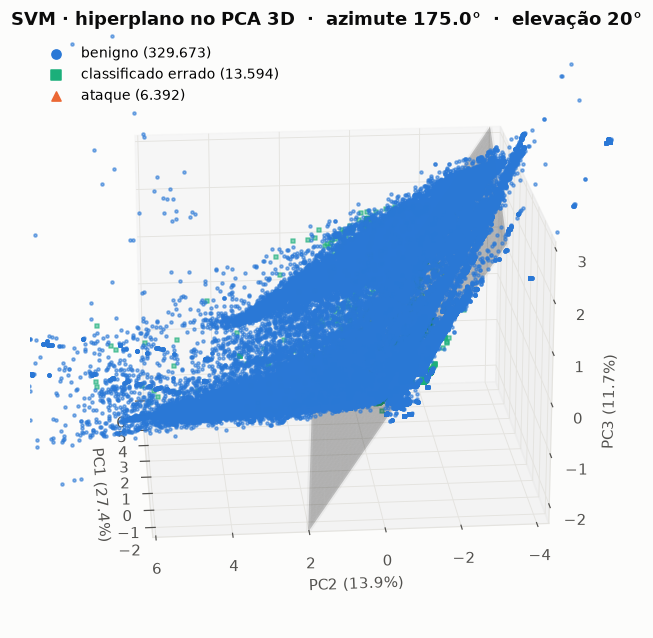 SVM · hiperplano no PCA 3D · azimute 175.0° · elevação 20°
benigno (329.673)
classificado errado (13.594)
ataque (6.392)
3
2
1
0
−1
−2
PC3 (11.7%)
5
4
3
2
1
0
−1
−2
PC1 (27.4%)
6
4
2
0
−2
−4
PC2 (13.9%)